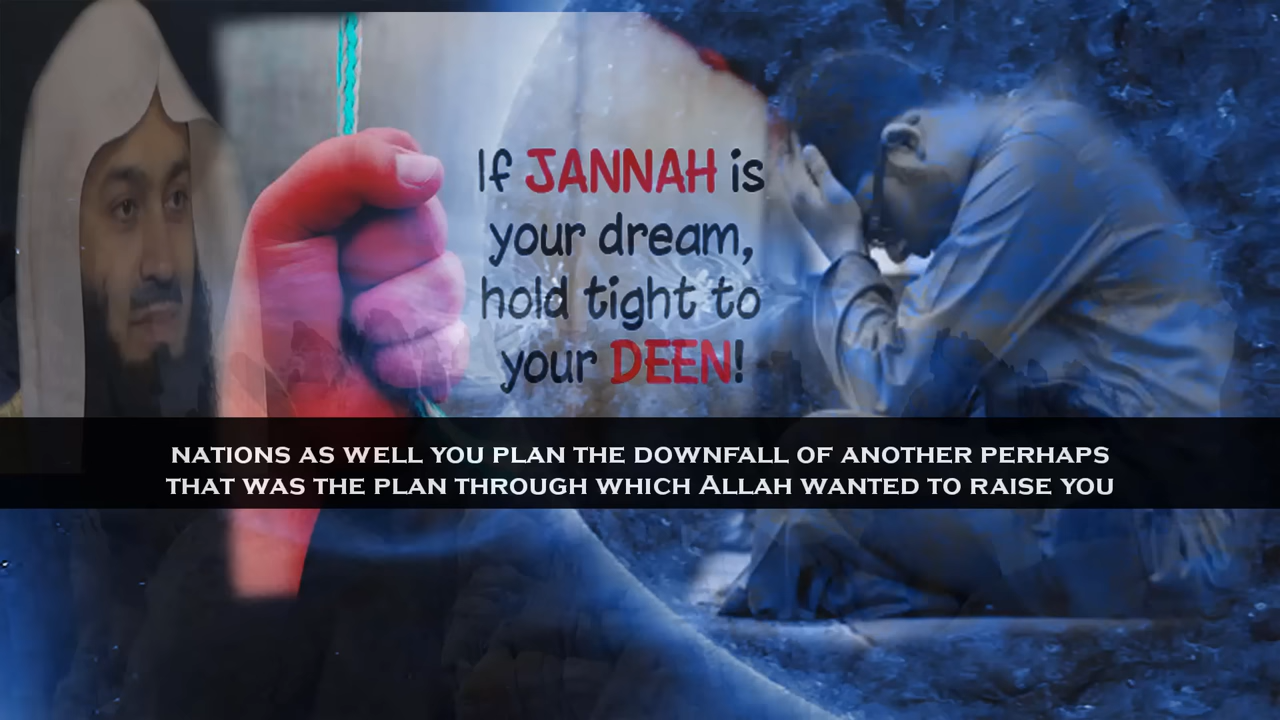 If JANNAH is
your dream,
hold tight to
your DEEN!
NATIONS AS WELL YOU PLAN THE DOWNFALL OF ANOTHER PERHAPS
THAT WAS THE PLAN THROUGH WHICH ALLAH WANTED TO RAISE YOU